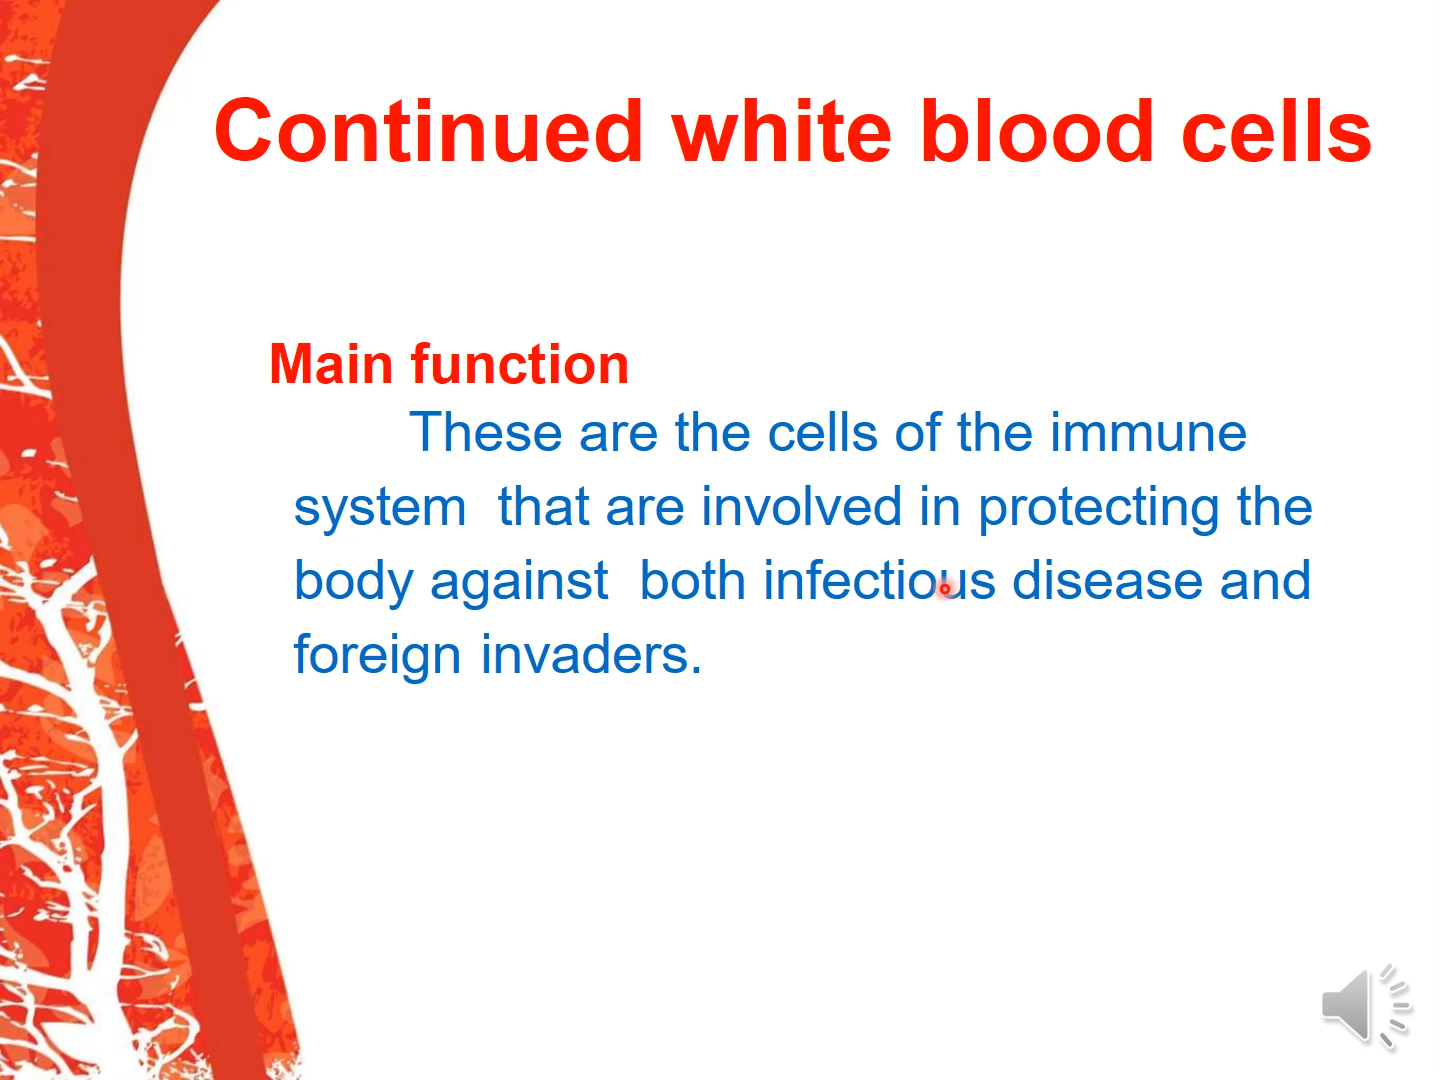 Continued white blood cells
Main function
These are the cells of the immune
system  that are involved in protecting the
body against  both infectious disease and
foreign invaders.